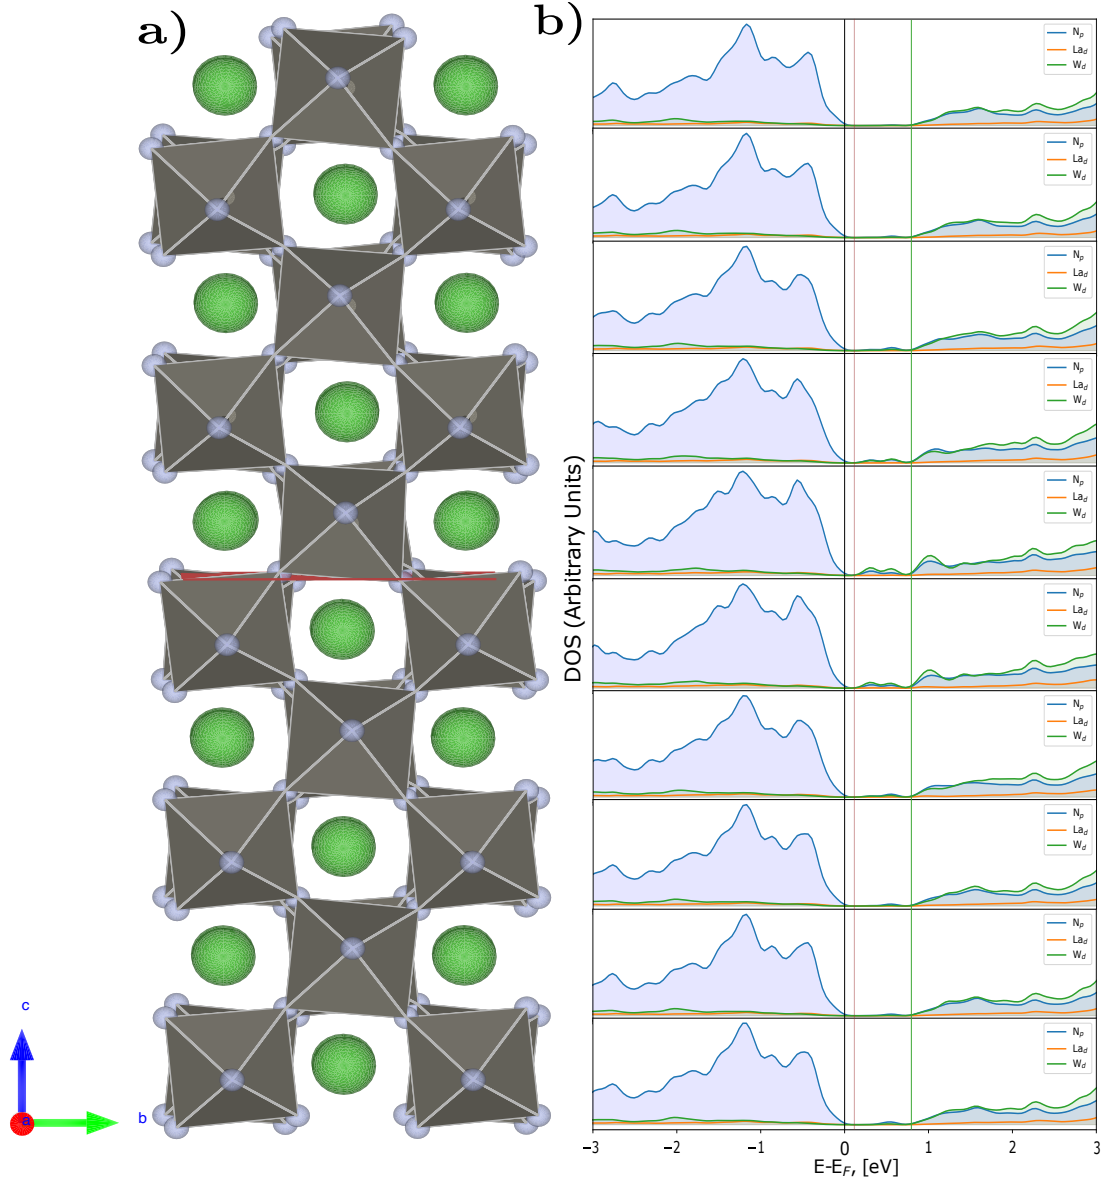 a)
b)
N_p
La_d
W_d
N_p
La_d
W_d
N_p
La_d
W_d
N_p
La_d
W_d
N_p
La_d
W_d
N_p
La_d
W_d
N_p
La_d
W_d
N_p
La_d
W_d
N_p
La_d
W_d
N_p
La_d
W_d
DOS (Arbitrary Units)
−3 −2 −1 0 1 2 3
E-E_F, [eV]
c
b
a